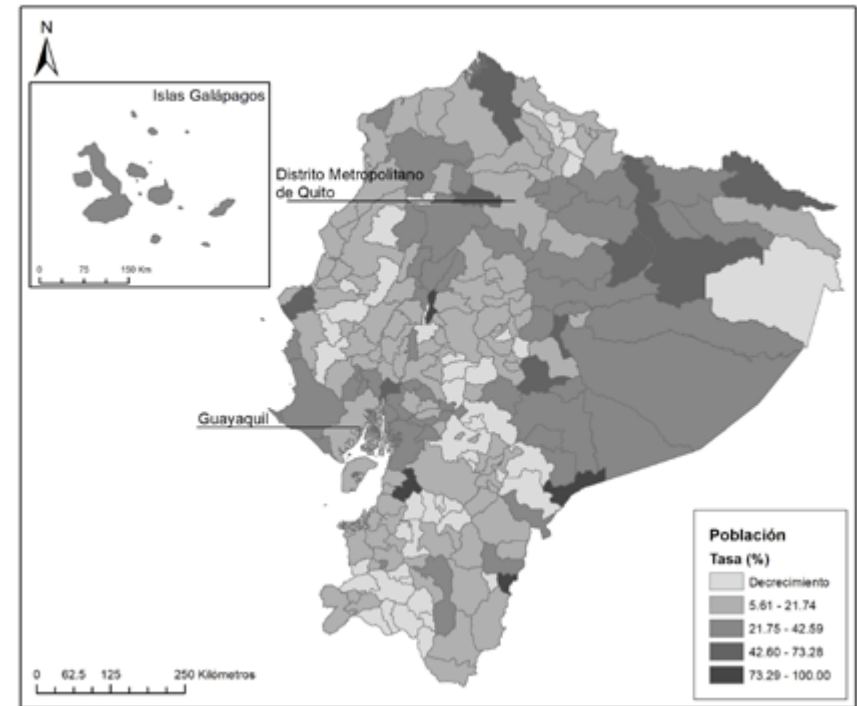 N
Islas Galápagos
0 75 150 Km
Distrito Metropolitano
de Quito
Guayaquil
Población
Tasa (%)
Decrecimiento
5.61 - 21.74
21.75 - 42.59
42.60 - 73.28
73.29 - 100.00
0 62.5 125 250 Kilómetros